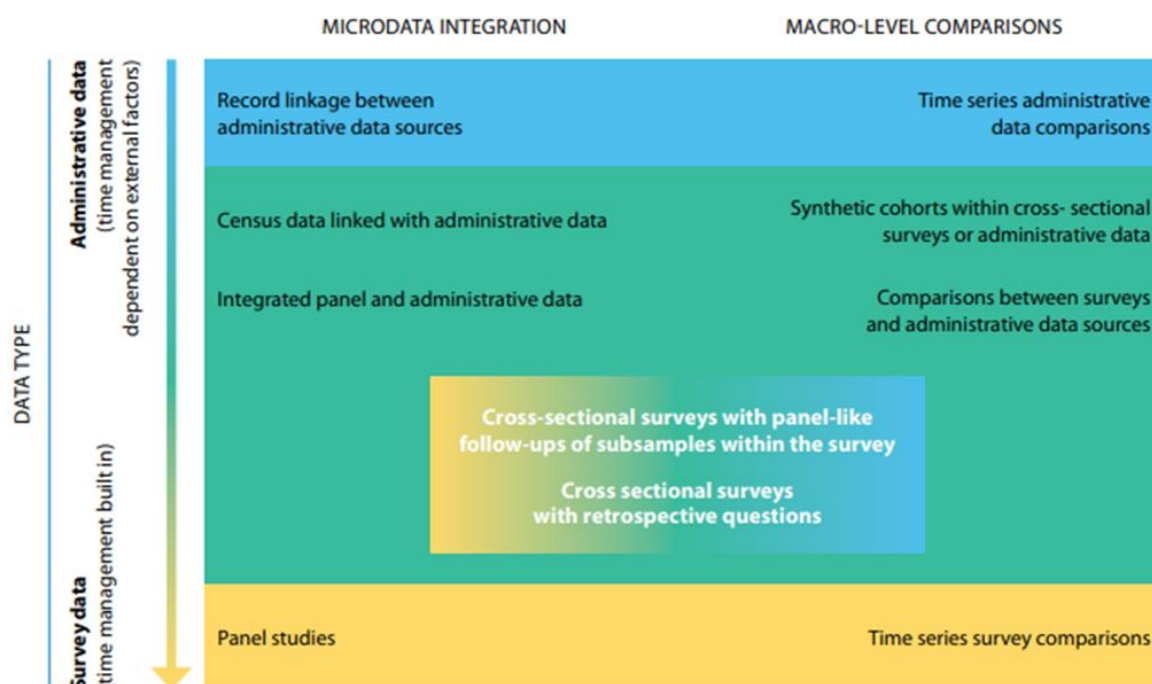 MICRODATA INTEGRATION
MACRO-LEVEL COMPARISONS
DATA TYPE
Administrative data
(time management
dependent on external factors)
Survey data
time management built in)
Record linkage between
administrative data sources
Time series administrative
data comparisons
Census data linked with administrative data
Synthetic cohorts within cross- sectional
surveys or administrative data
Integrated panel and administrative data
Comparisons between surveys
and administrative data sources
Cross-sectional surveys with panel-like
follow-ups of subsamples within the survey
Cross sectional surveys
with retrospective questions
Panel studies
Time series survey comparisons